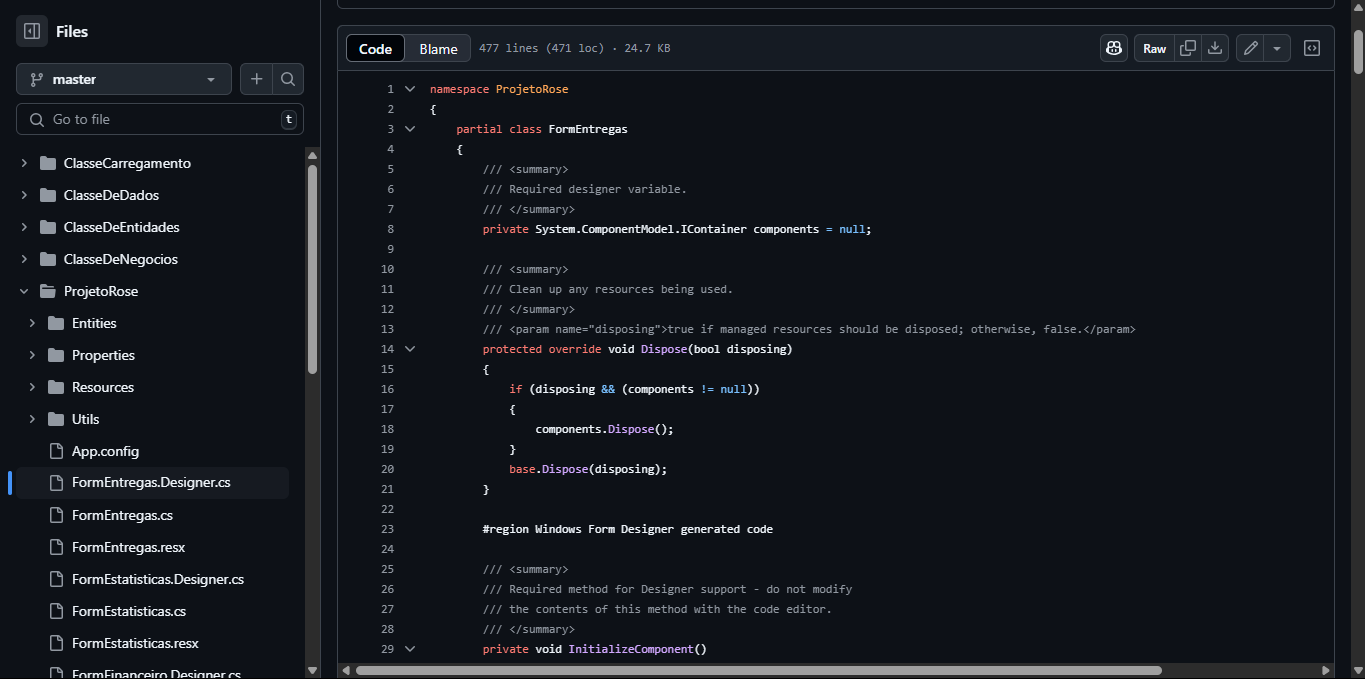 Files
master
Go to file
t
ClasseCarregamento
ClasseDeDados
ClasseDeEntidades
ClasseDeNegocios
ProjetoRose
Entities
Properties
Resources
Utils
App.config
FormEntregas.Designer.cs
FormEntregas.cs
FormEntregas.resx
FormEstatisticas.Designer.cs
FormEstatisticas.cs
FormEstatisticas.resx
FormFinanceiro.Designer.cs
Code Blame 477 lines (471 loc) · 24.7 KB Raw
1 namespace ProjetoRose
2 {
3 partial class FormEntregas
4 {
5 /// <summary>
6 /// Required designer variable.
7 /// </summary>
8 private System.ComponentModel.IContainer components = null;
9
10 /// <summary>
11 /// Clean up any resources being used.
12 /// </summary>
13 /// <param name="disposing">true if managed resources should be disposed; otherwise, false.</param>
14 protected override void Dispose(bool disposing)
15 {
16 if (disposing && (components != null))
17 {
18 components.Dispose();
19 }
20 base.Dispose(disposing);
21 }
22
23 #region Windows Form Designer generated code
24
25 /// <summary>
26 /// Required method for Designer support - do not modify
27 /// the contents of this method with the code editor.
28 /// </summary>
29 private void InitializeComponent()